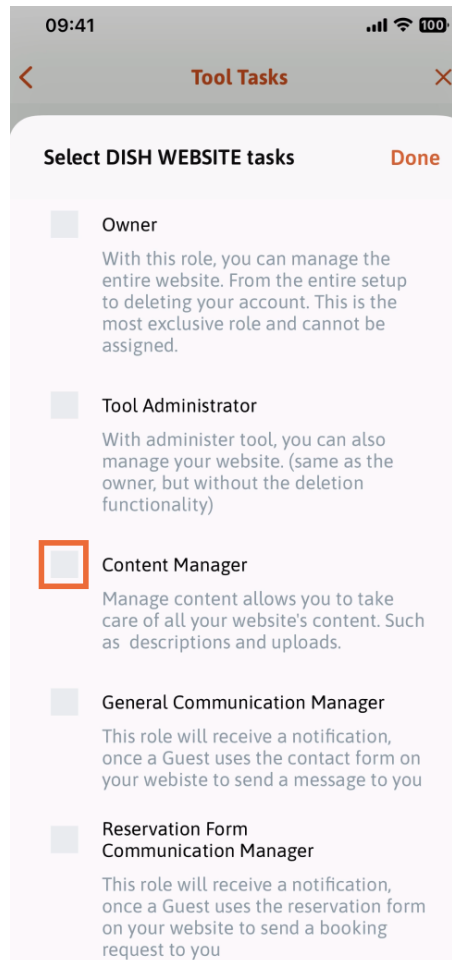 09:41
100
Tool Tasks
Select DISH WEBSITE tasks
Done
Owner
With this role, you can manage the
entire website. From the entire setup
to deleting your account. This is the
most exclusive role and cannot be
assigned.
Tool Administrator
With administer tool, you can also
manage your website. (same as the
owner, but without the deletion
functionality)
Content Manager
Manage content allows you to take
care of all your website's content. Such
as descriptions and uploads.
General Communication Manager
This role will receive a notification,
once a Guest uses the contact form on
your webiste to send a message to you
Reservation Form
Communication Manager
This role will receive a notification,
once a Guest uses the reservation form
on your website to send a booking
request to you